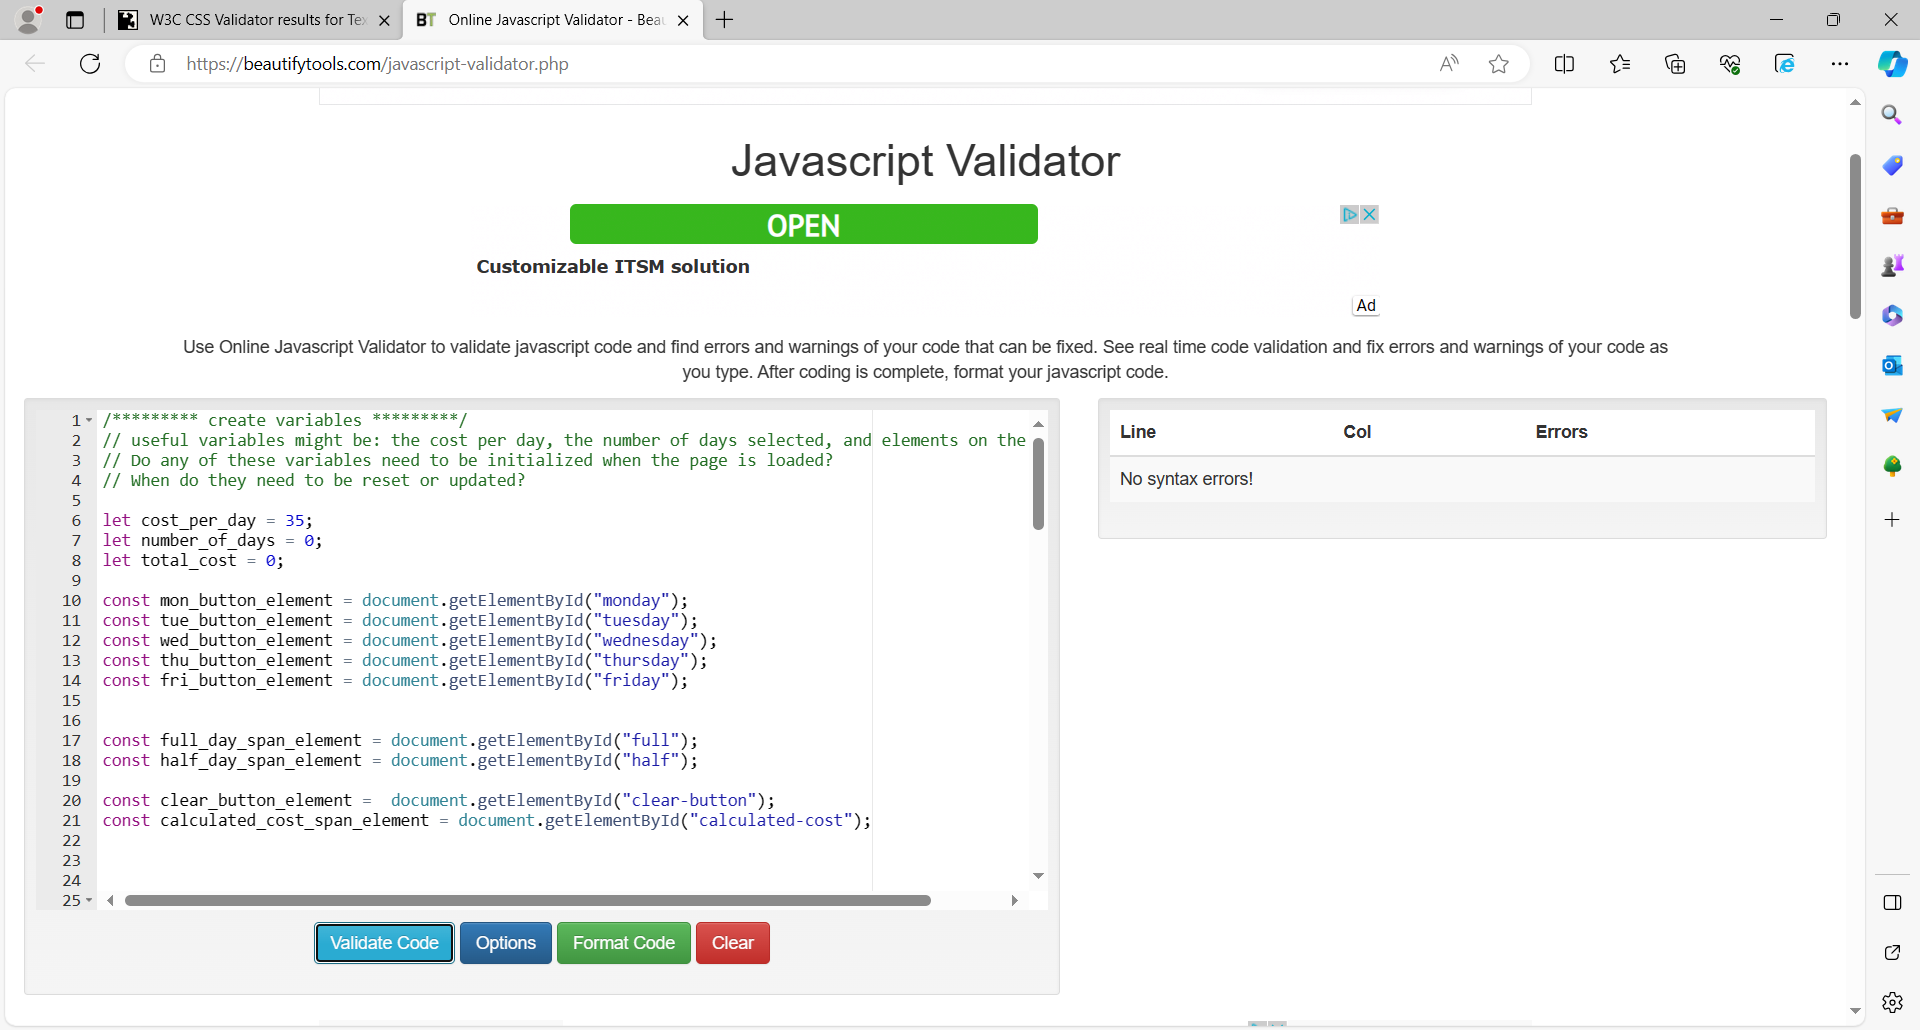 W3C CSS Validator results for Tex
BT Online Javascript Validator - Beau
https://beautifytools.com/javascript-validator.php
Javascript Validator
OPEN
Customizable ITSM solution
Ad
Use Online Javascript Validator to validate javascript code and find errors and warnings of your code that can be fixed. See real time code validation and fix errors and warnings of your code as
you type. After coding is complete, format your javascript code.
1 /********* create variables *********/
2 // useful variables might be: the cost per day, the number of days selected, and elements on the
3 // Do any of these variables need to be initialized when the page is loaded?
4 // When do they need to be reset or updated?
5
6 let cost_per_day = 35;
7 let number_of_days = 0;
8 let total_cost = 0;
9
10 const mon_button_element = document.getElementById("monday");
11 const tue_button_element = document.getElementById("tuesday");
12 const wed_button_element = document.getElementById("wednesday");
13 const thu_button_element = document.getElementById("thursday");
14 const fri_button_element = document.getElementById("friday");
15
16
17 const full_day_span_element = document.getElementById("full");
18 const half_day_span_element = document.getElementById("half");
19
20 const clear_button_element =  document.getElementById("clear-button");
21 const calculated_cost_span_element = document.getElementById("calculated-cost");
22
23
24
25
Validate Code Options Format Code Clear
Line Col Errors
No syntax errors!